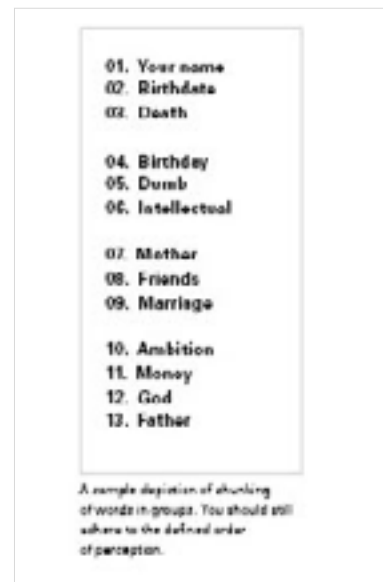 01. Your name
02. Birthdate
03. Death
04. Birthday
05. Dumb
06. Intellectual
07. Mother
08. Friends
09. Marriage
10. Ambition
11. Money
12. God
13. Father
A sample depiction of chunking
of words in groups. You should still
adhere to the defined order
of perception.